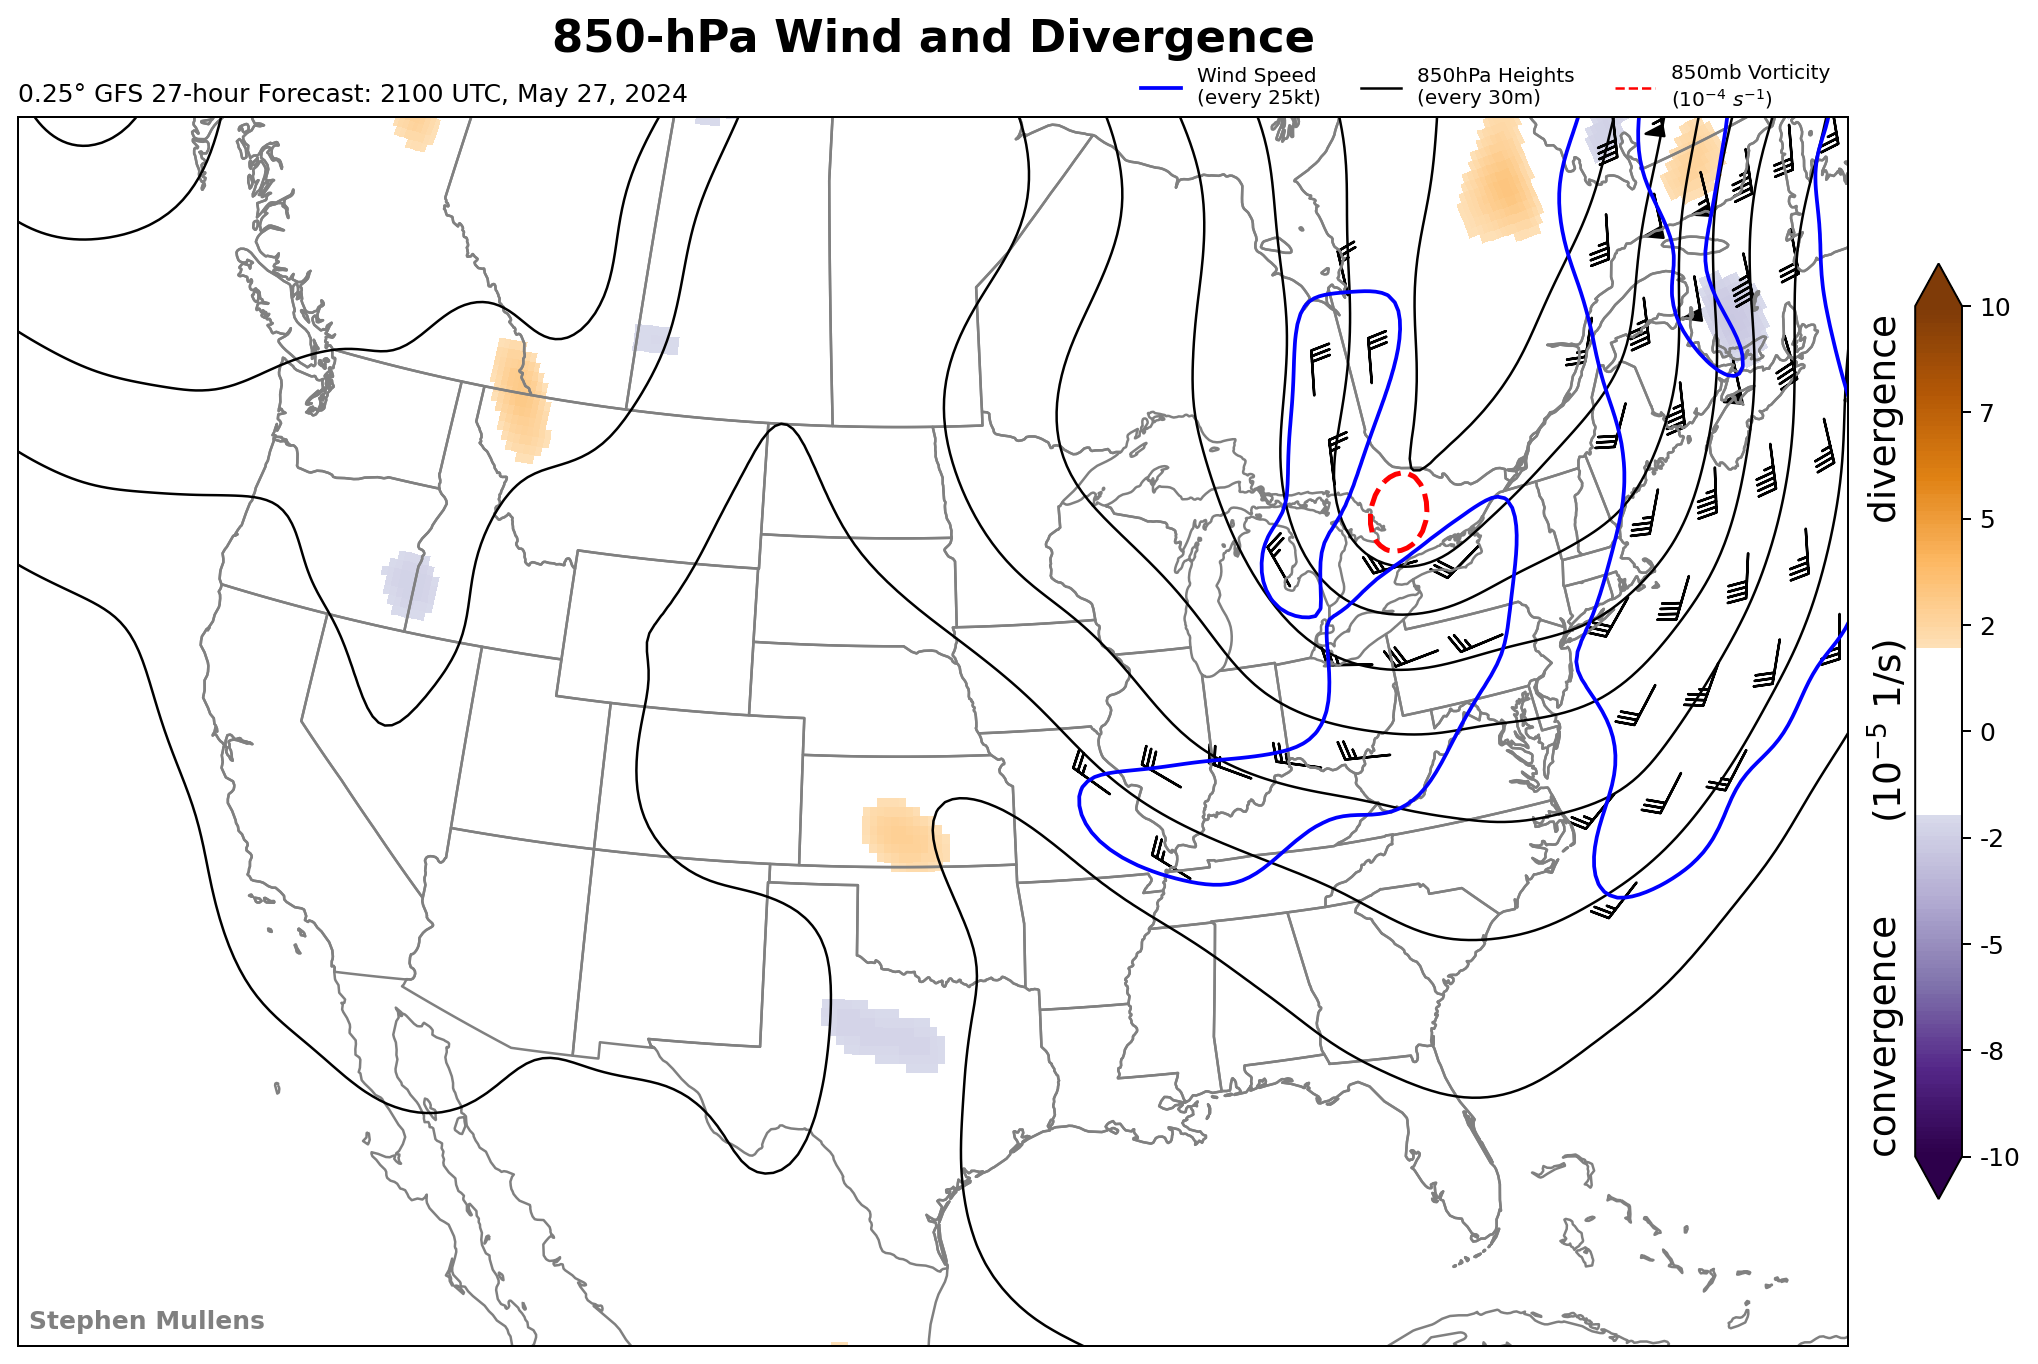 850-hPa Wind and Divergence
0.25° GFS 27-hour Forecast: 2100 UTC, May 27, 2024
Wind Speed
(every 25kt)
850hPa Heights
(every 30m)
850mb Vorticity
(10⁻⁴ s⁻¹)
10
7
5
2
0
-2
-5
-8
-10
convergence (10⁻⁵ 1/s) divergence
Stephen Mullens